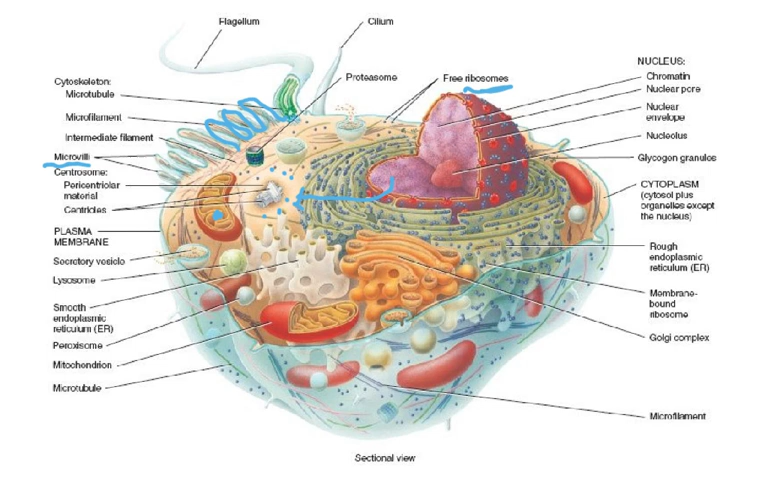 Flagellum
Cilium
Cytoskeleton:
Microtubule
Microfilament
Intermediate filament
Microvilli
Centrosome:
Pericentriolar
material
Centrioles
PLASMA
MEMBRANE
Secretory vesicle
Lysosome
Smooth
endoplasmic
reticulum (ER)
Peroxisome
Mitochondrion
Microtubule
Proteasome
Free ribosomes
NUCLEUS:
Chromatin
Nuclear pore
Nuclear
envelope
Nucleolus
Glycogen granules
CYTOPLASM
(cytosol plus
organelles except
the nucleus)
Rough
endoplasmic
reticulum (ER)
Membrane-
bound
ribosome
Golgi complex
Microfilament
Sectional view